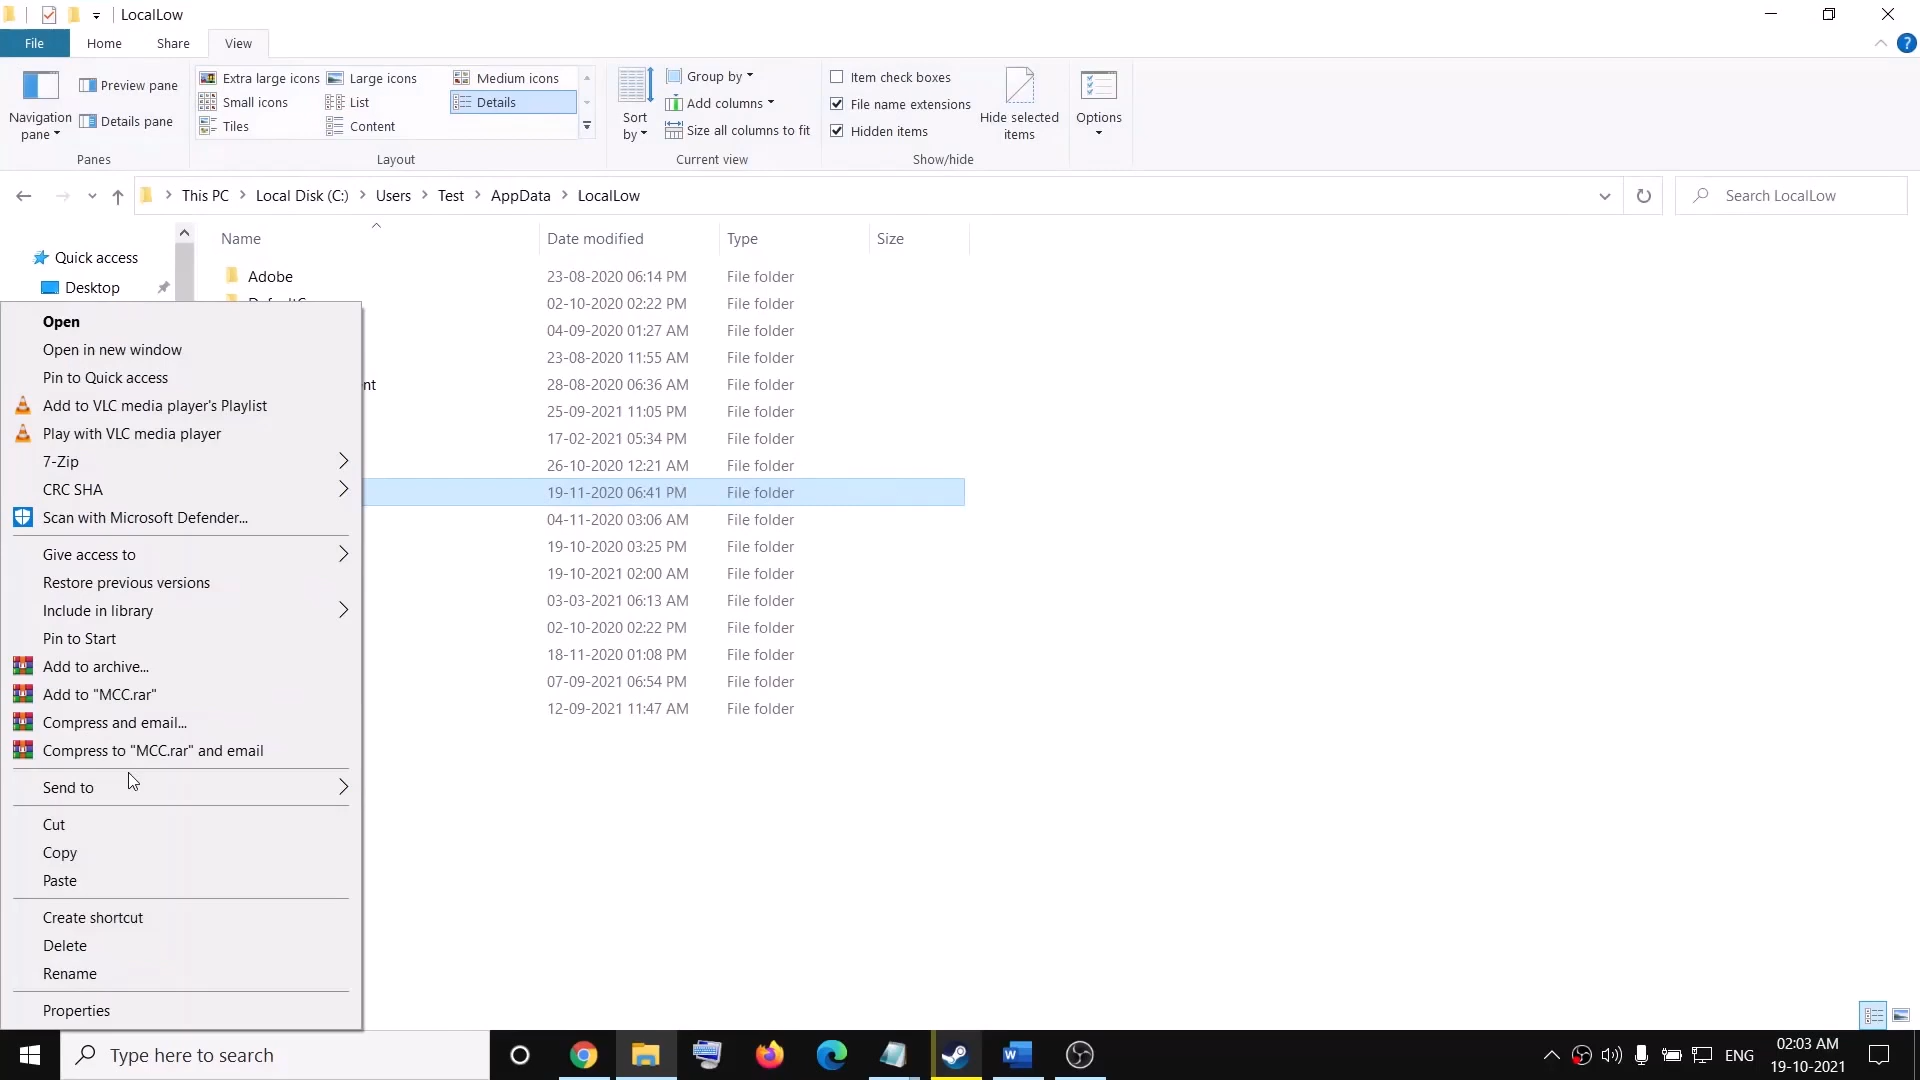 LocalLow
File Home Share View
Navigation pane
Preview pane
Details pane
Panes
Extra large icons Large icons Medium icons
Small icons List Details
Tiles Content
Layout
Sort by
Group by
Add columns
Size all columns to fit
Current view
Item check boxes
File name extensions
Hidden items
Hide selected items
Show/hide
Options
This PC Local Disk (C:) Users Test AppData LocalLow
Search LocalLow
Name Date modified Type Size
Quick access
Desktop
Adobe 23-08-2020 06:14 PM File folder
02-10-2020 02:22 PM File folder
04-09-2020 01:27 AM File folder
23-08-2020 11:55 AM File folder
nt 28-08-2020 06:36 AM File folder
25-09-2021 11:05 PM File folder
17-02-2021 05:34 PM File folder
26-10-2020 12:21 AM File folder
19-11-2020 06:41 PM File folder
04-11-2020 03:06 AM File folder
19-10-2020 03:25 PM File folder
19-10-2021 02:00 AM File folder
03-03-2021 06:13 AM File folder
02-10-2020 02:22 PM File folder
18-11-2020 01:08 PM File folder
07-09-2021 06:54 PM File folder
12-09-2021 11:47 AM File folder
Open
Open in new window
Pin to Quick access
Add to VLC media player's Playlist
Play with VLC media player
7-Zip
CRC SHA
Scan with Microsoft Defender...
Give access to
Restore previous versions
Include in library
Pin to Start
Add to archive...
Add to "MCC.rar"
Compress and email...
Compress to "MCC.rar" and email
Send to
Cut
Copy
Paste
Create shortcut
Delete
Rename
Properties
Type here to search
ENG
02:03 AM
19-10-2021